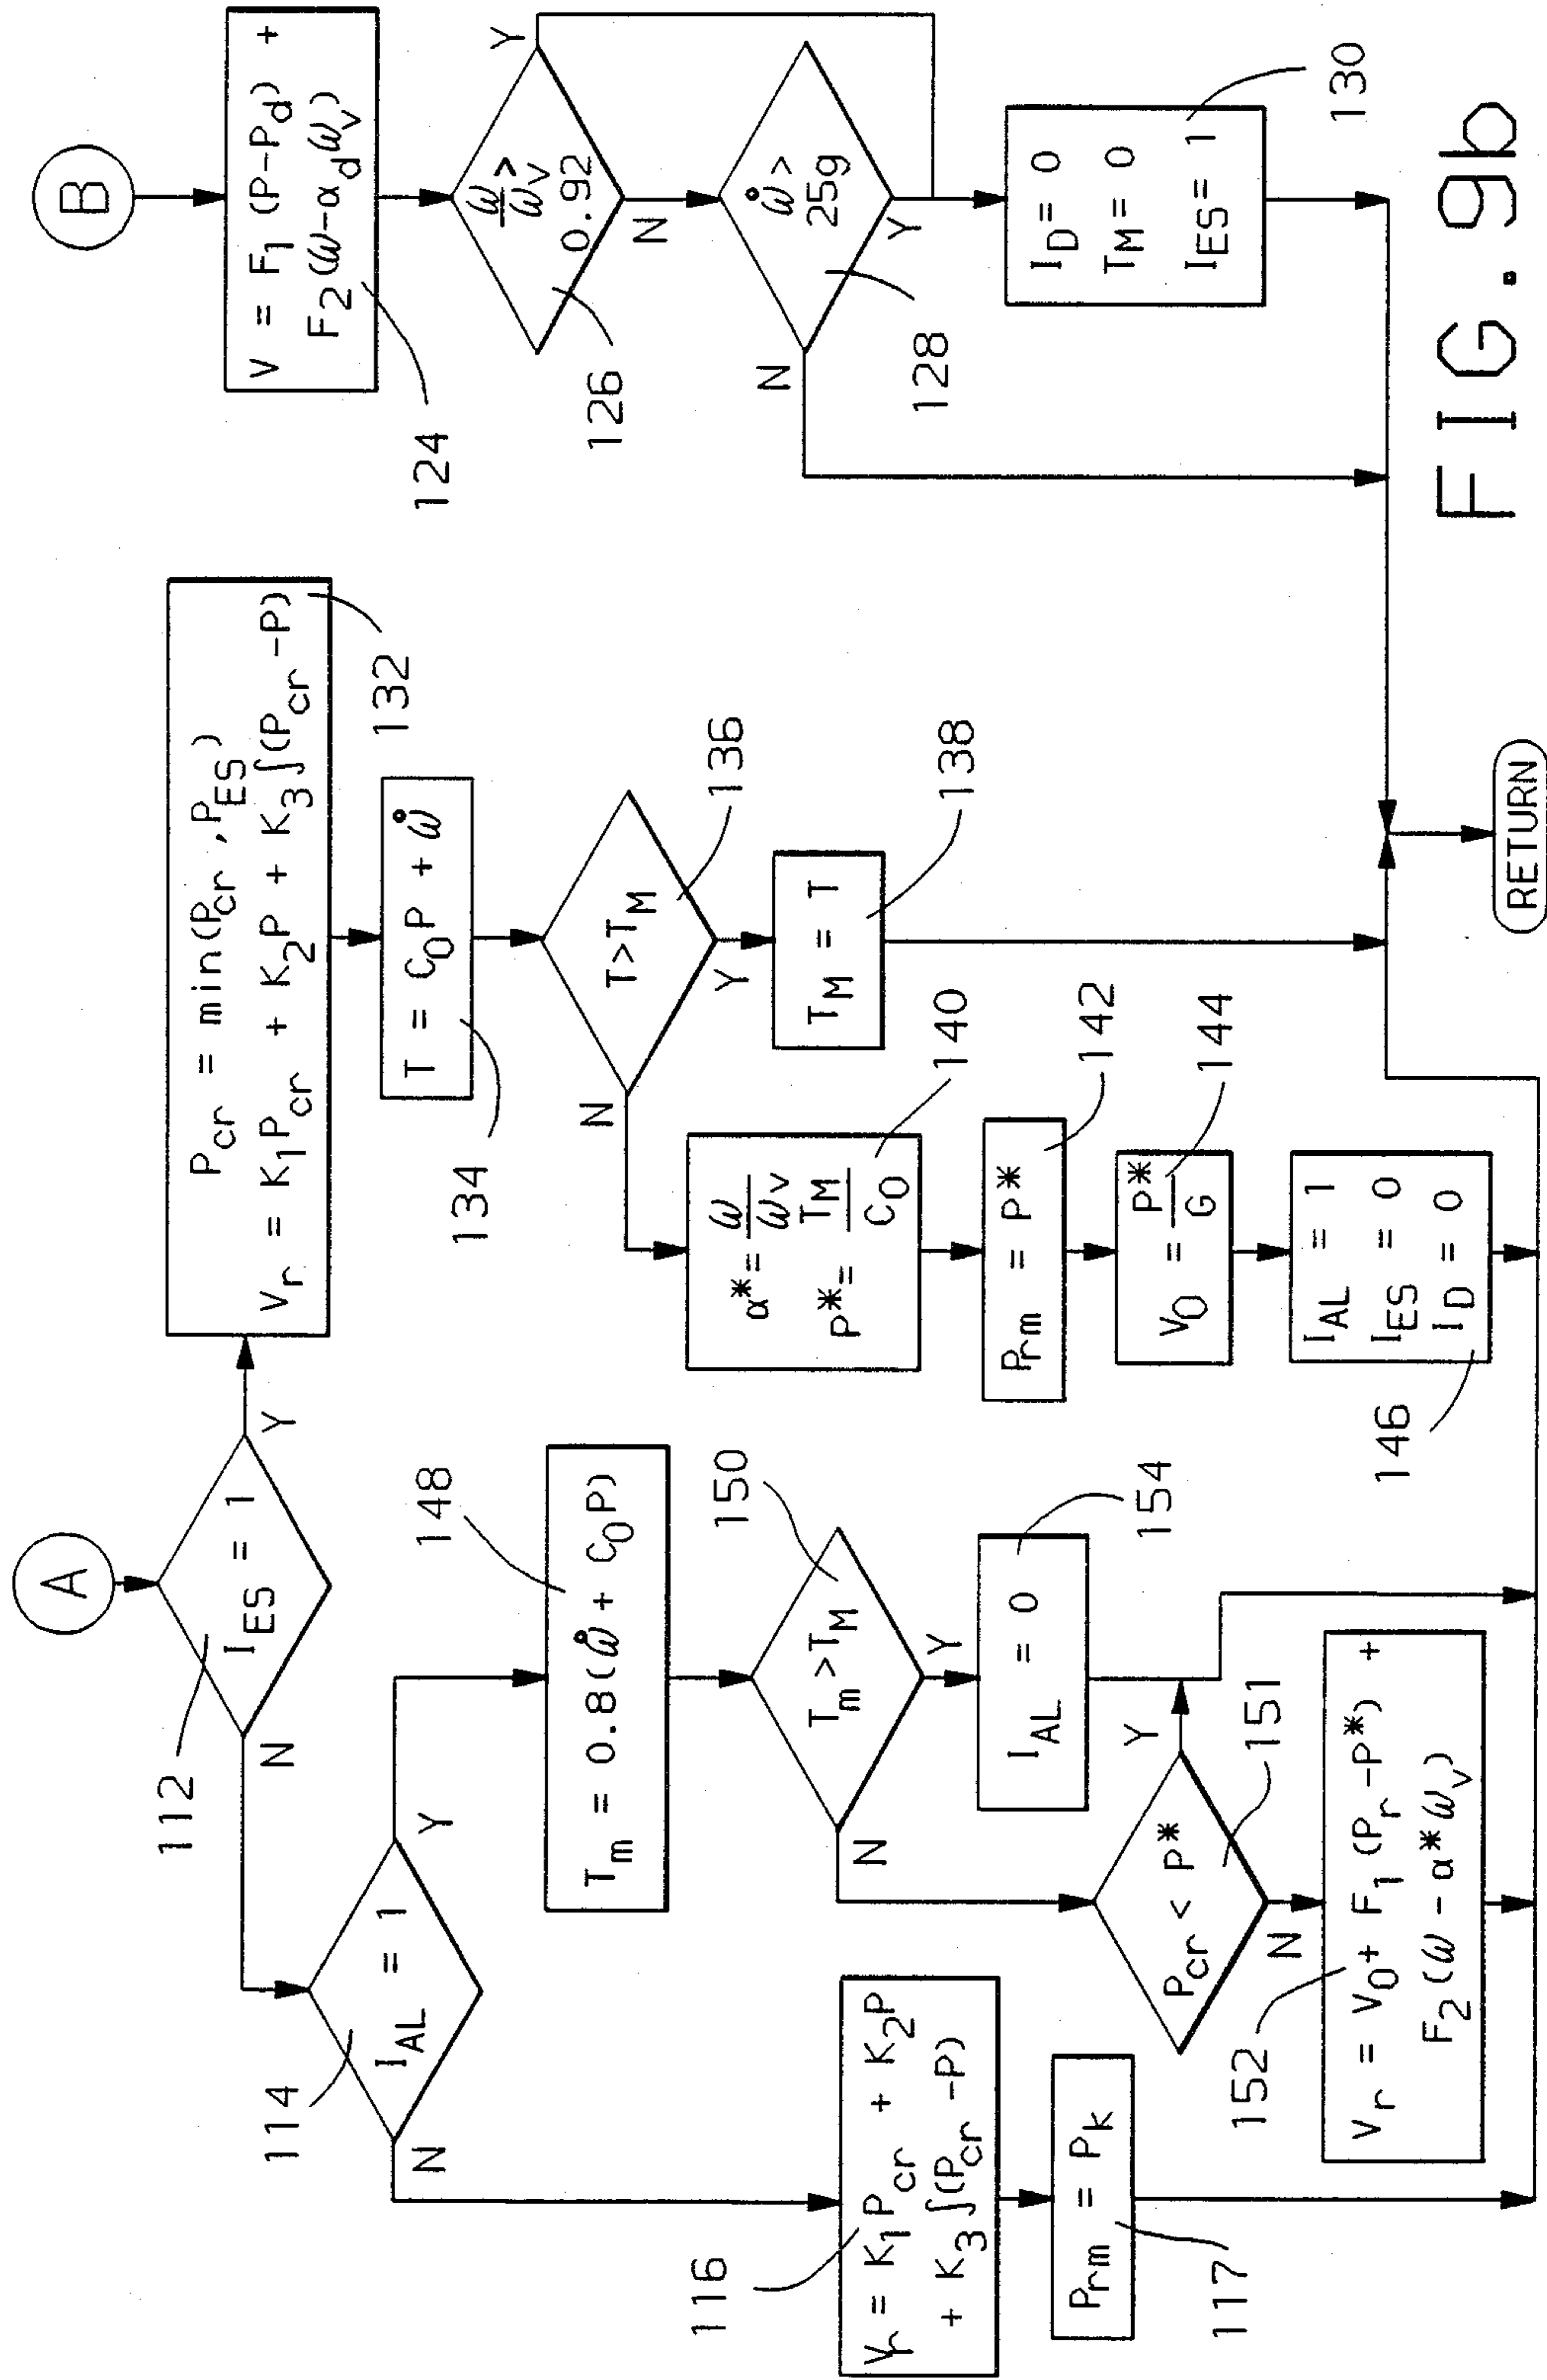 A
112
I_ES = 1
Y
N
P_cr = min(P_cr, P_ES)
V_r = K_1P_cr + K_2P + K_3∫(P_cr -P)
132
T = C_0P + ω̊
134
T>T_M
136
N
Y
T_M = T
138
α* = ω/ω_v
P* = T_M/C_0
140
P_rm = P*
142
V_0 = P*/G
144
I_AL = 1
I_ES = 0
I_D = 0
146
114
I_AL = 1
Y
N
148
T_m = 0.8(ω̊ + C_0P)
150
T_m>T_M
N
Y
I_AL = 0
154
P_cr < P*
151
Y
N
152
V_r = V_0+ F_1(P_r-P*) +
F_2(ω - α*ω_v)
116
V_r = K_1P_cr + K_2P
+ K_3∫(P_cr -P)
P_rm = P_k
117
B
V = F_1 (P-P_d) +
F_2(ω-α_dω_v)
124
ω/ω_v >
0.92
126
Y
N
ω̊ >
25g
128
N
Y
I_D = 0
T_M = 0
I_ES = 1
130
RETURN
FIG. 9b